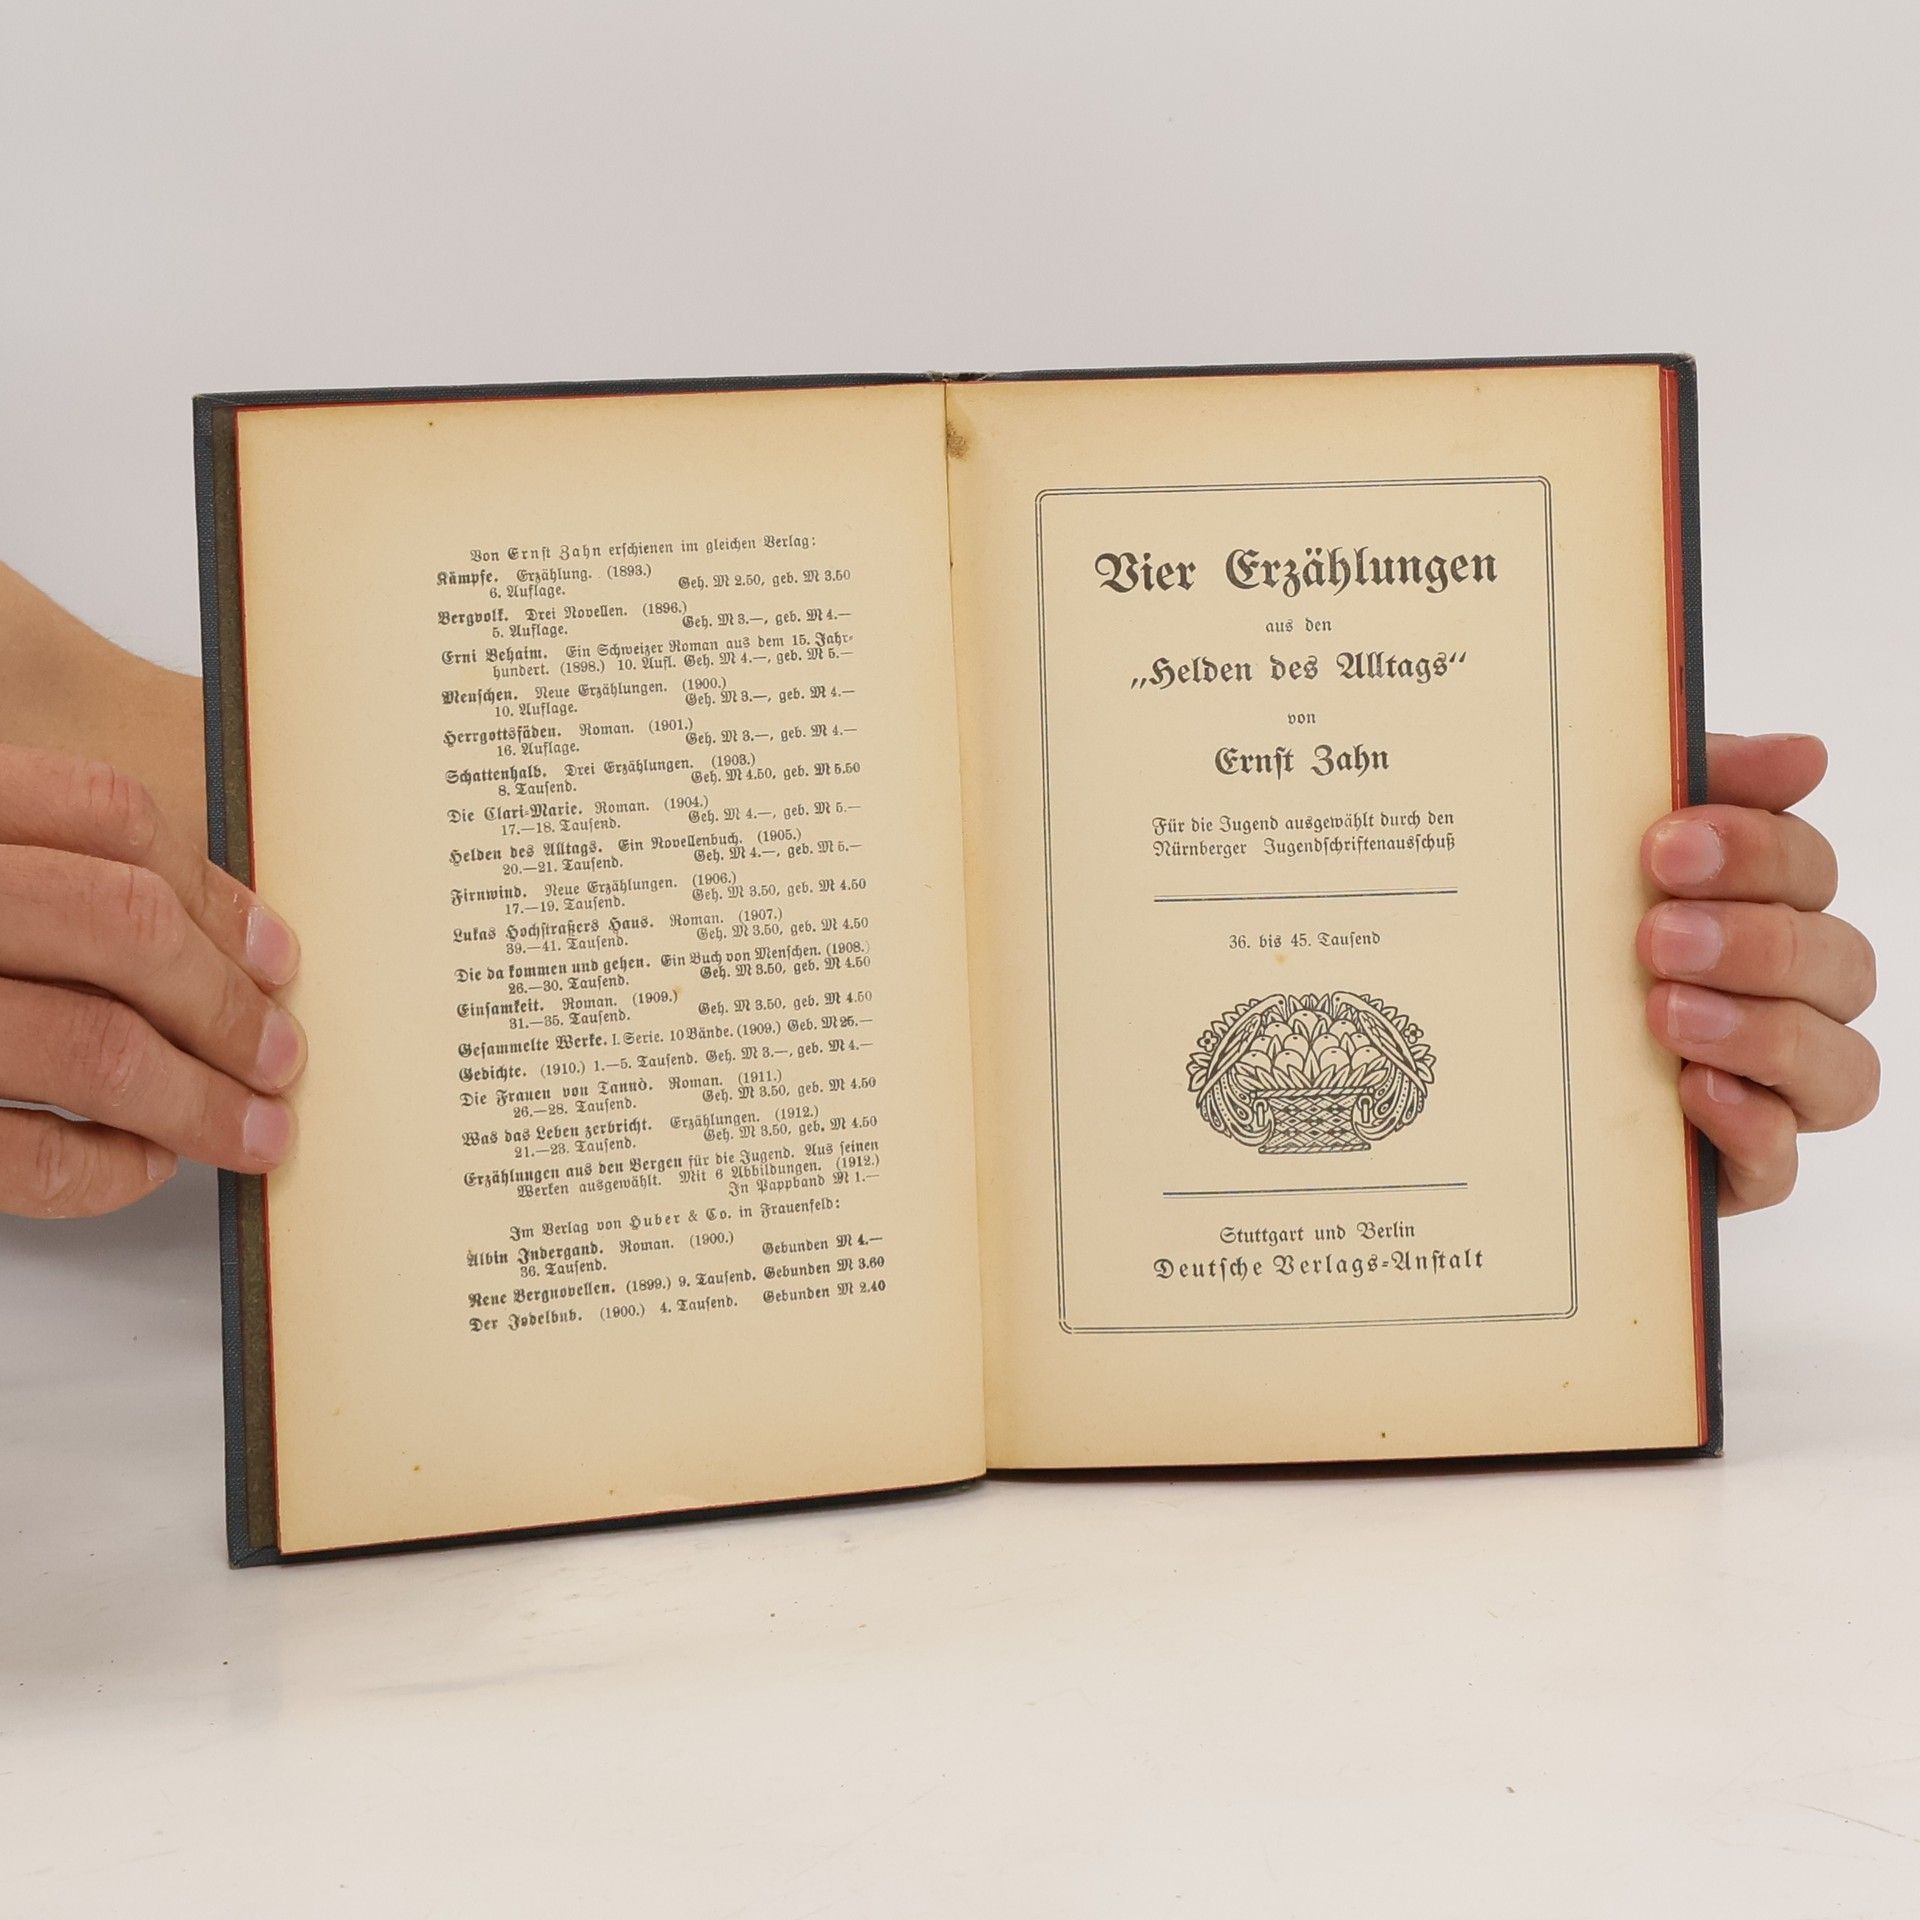 Von Ernst Zahn erschienen im gleichen Verlag:
Kämpfe. Erzählung. (1893.)
6. Auflage. Geh. M 2.50, geb. M 3.50
Bergvolk. Drei Novellen. (1896.)
5. Auflage. Geh. M 3.—, geb. M 4.—
Erni Behaim. Ein Schweizer Roman aus dem 15. Jahr-
hundert. (1898.) 10. Aufl. Geh. M 4.—, geb. M 5.—
Menschen. Neue Erzählungen. (1900.)
10. Auflage. Geh. M 3.—, geb. M 4.—
Herrgottsfäden. Roman. (1901.)
16. Auflage. Geh. M 3.—, geb. M 4.—
Schattenhalb. Drei Erzählungen. (1903.)
8. Tausend. Geh. M 4.50, geb. M 5.50
Die Clari-Marie. Roman. (1904.)
17.—18. Tausend. Geh. M 4.—, geb. M 5.—
Helden des Alltags. Ein Novellenbuch. (1905.)
20.—21. Tausend. Geh. M 4.—, geb. M 5.—
Firnwind. Neue Erzählungen. (1906.)
17.—19. Tausend. Geh. M 3.50, geb. M 4.50
Lukas Hochstraßers Haus. Roman. (1907.)
39.—41. Tausend. Geh. M 3.50, geb. M 4.50
Die da kommen und gehen. Ein Buch von Menschen. (1908.)
26.—30. Tausend. Geh. M 3.50, geb. M 4.50
Einsamkeit. Roman. (1909.)
31.—35. Tausend. Geh. M 3.50, geb. M 4.50
Gesammelte Werke. I. Serie. 10 Bände. (1909.) Geb. M 25.—
Gedichte. (1910.) 1.—5. Tausend. Geh. M 3.—, geb. M 4.—
Die Frauen von Tannò. Roman. (1911.)
26.—28. Tausend. Geh. M 3.50, geb. M 4.50
Was das Leben zerbricht. Erzählungen. (1912.)
21.—23. Tausend. Geh. M 3.50, geb. M 4.50
Erzählungen aus den Bergen für die Jugend. Aus seinen
Werken ausgewählt. Mit 6 Abbildungen. (1912.)
In Pappband M 1.—
Im Verlag von Huber & Co. in Frauenfeld:
Albin Indergand. Roman. (1900.)
36. Tausend. Gebunden M 4.—
Neue Bergnovellen. (1899.) 9. Tausend. Gebunden M 3.60
Der Jodelbub. (1900.) 4. Tausend. Gebunden M 2.40
Vier Erzählungen
aus den
„Helden des Alltags“
von
Ernst Zahn
Für die Jugend ausgewählt durch den
Nürnberger Jugendschriftenausschuß
36. bis 45. Tausend
Stuttgart und Berlin
Deutsche Verlags-Anstalt